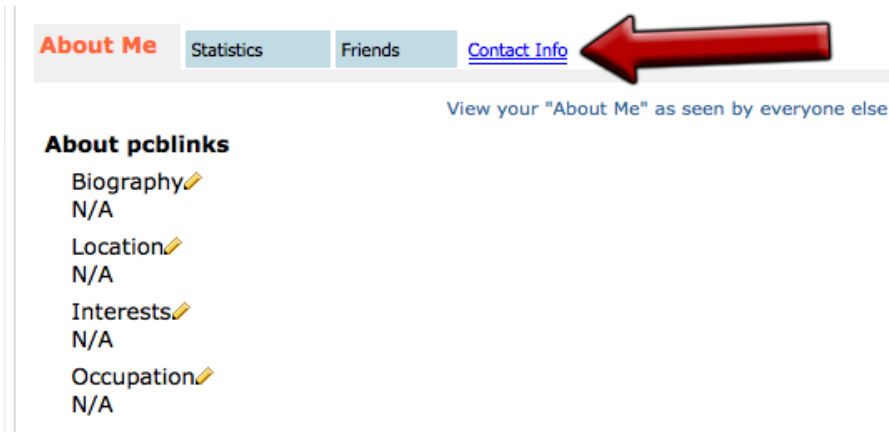 About Me Statistics Friends Contact Info
View your "About Me" as seen by everyone else
About pcblinks
Biography
N/A
Location
N/A
Interests
N/A
Occupation
N/A